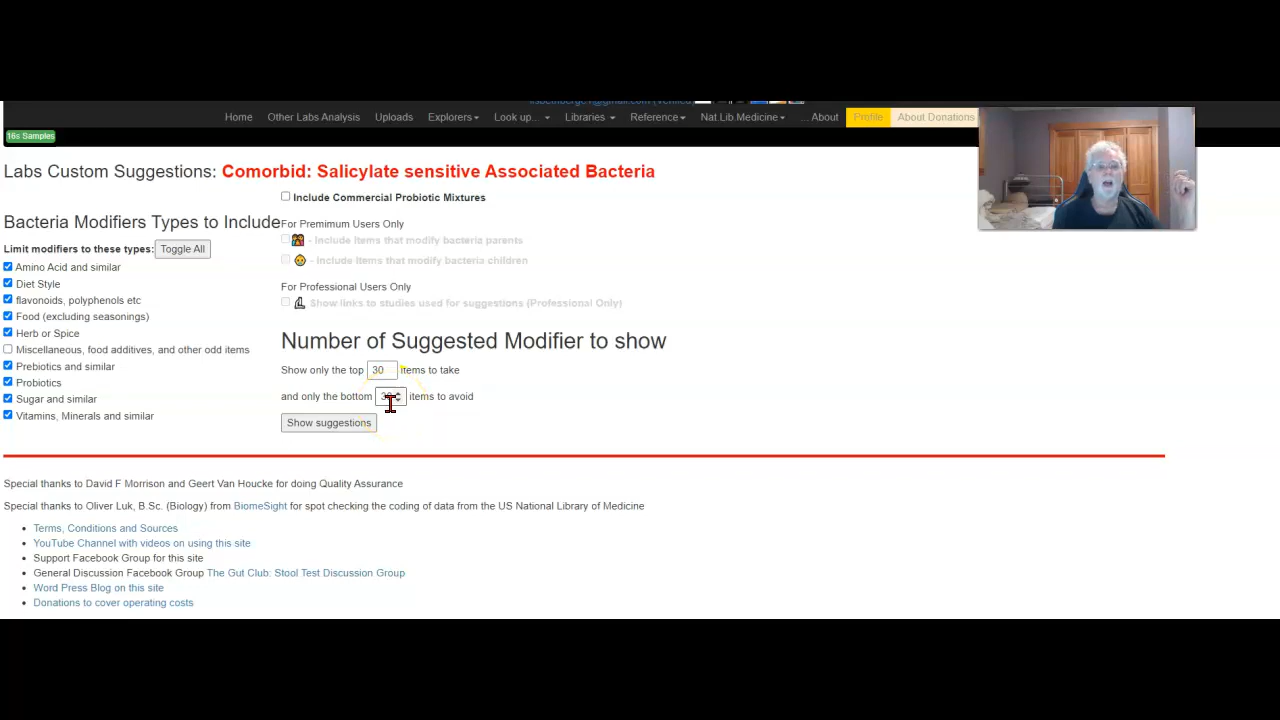 Home Other Labs Analysis Uploads Explorers Look up... Libraries Reference Nat.Lib.Medicine ... About Profile About Donations
16s Samples
Labs Custom Suggestions: Comorbid: Salicylate sensitive Associated Bacteria
Include Commercial Probiotic Mixtures
Bacteria Modifiers Types to Include
For Premimum Users Only
Limit modifiers to these types: Toggle All
- Include Items that modify bacteria parents
- Include Items that modify bacteria children
Amino Acid and similar
Diet Style
flavonoids, polyphenols etc
Food (excluding seasonings)
Herb or Spice
Miscellaneous, food additives, and other odd items
Prebiotics and similar
Probiotics
Sugar and similar
Vitamins, Minerals and similar
For Professional Users Only
Show links to studies used for suggestions (Professional Only)
Number of Suggested Modifier to show
Show only the top 30 items to take
and only the bottom items to avoid
Show suggestions
Special thanks to David F Morrison and Geert Van Houcke for doing Quality Assurance
Special thanks to Oliver Luk, B.Sc. (Biology) from BiomeSight for spot checking the coding of data from the US National Library of Medicine
Terms, Conditions and Sources
YouTube Channel with videos on using this site
Support Facebook Group for this site
General Discussion Facebook Group The Gut Club: Stool Test Discussion Group
Word Press Blog on this site
Donations to cover operating costs